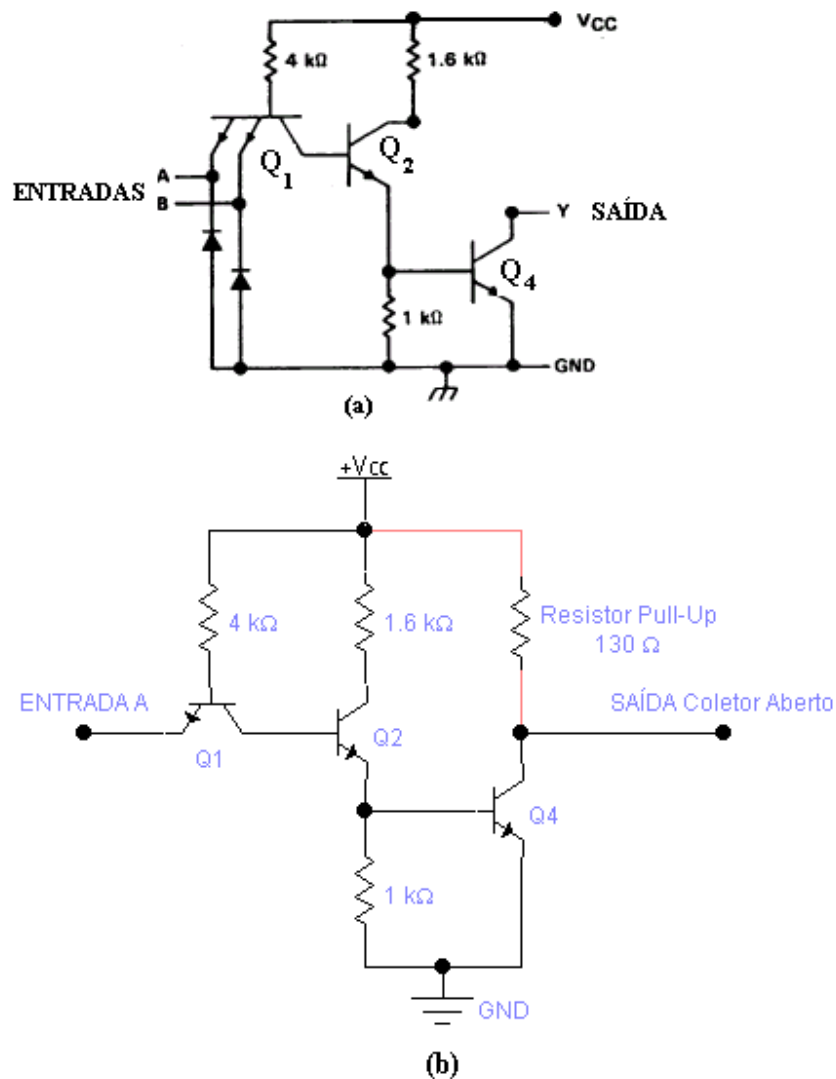 VCC
4 kΩ
1.6 kΩ
Q1
Q2
A
ENTRADAS
B
Y SAÍDA
Q4
1 kΩ
GND
(a)
+Vcc
4 kΩ
1.6 kΩ
Resistor Pull-Up
130 Ω
ENTRADA A
SAÍDA Coletor Aberto
Q1
Q2
Q4
1 kΩ
GND
(b)